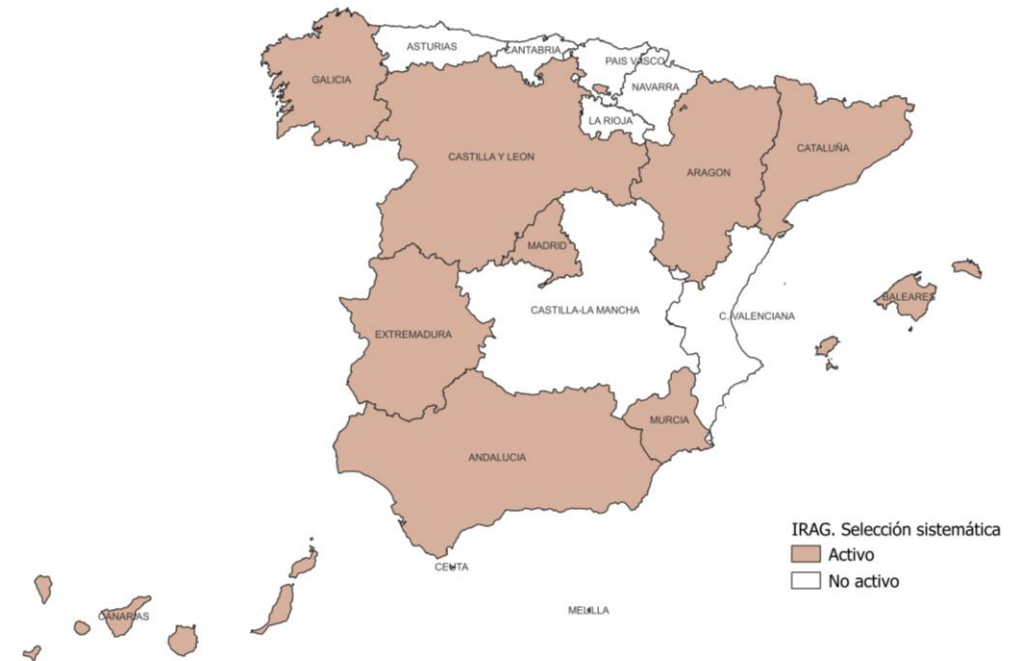 ASTURIAS
CANTABRIA
PAIS VASCO
GALICIA
NAVARRA
LA RIOJA
CASTILLA Y LEON
CATALUÑA
ARAGON
MADRID
BALEARES
CASTILLA-LA MANCHA
C. VALENCIANA
EXTREMADURA
MURCIA
ANDALUCIA
IRAG. Selección sistemática
Activo
CEUTA
No activo
MELILLA
CANARIAS